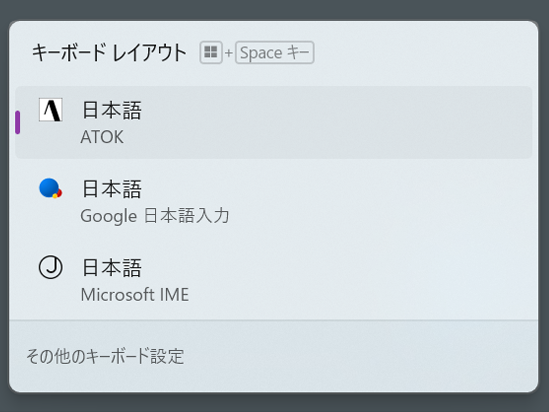 キーボード レイアウト + Space キー
日本語
ATOK
日本語
Google 日本語入力
日本語
Microsoft IME
その他のキーボード設定